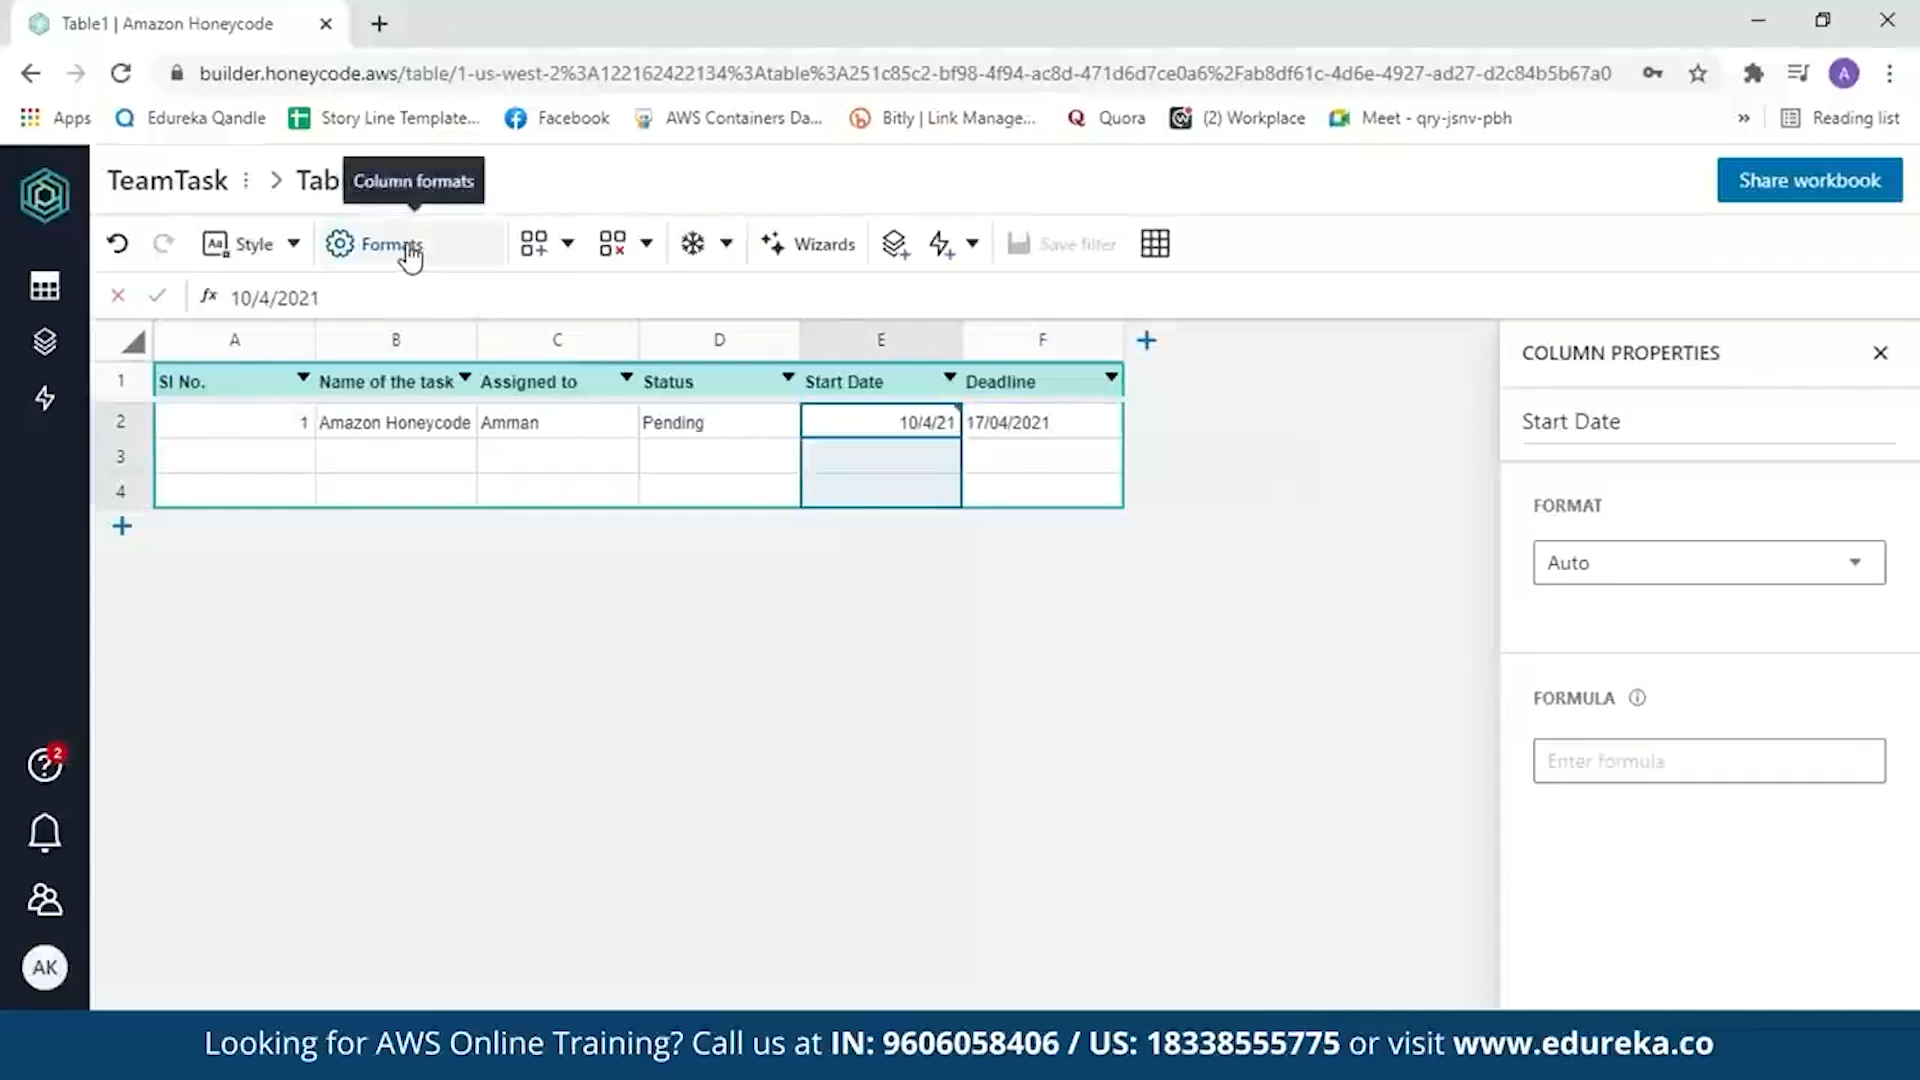 Table1 | Amazon Honeycode
builder.honeycode.aws/table/1-us-west-2%3A122162422134%3Atable%3A251c85c2-bf98-4f94-ac8d-471d6d7ce0a6%2Fab8df61c-4d6e-4927-ad27-d2c84b5b67a0
A
Apps Edureka Qandle Story Line Template... Facebook AWS Containers Da... Bitly | Link Manage... Quora (2) Workplace Meet - qry-jsnv-pbh » Reading list
TeamTask > Tab
Column formats
Share workbook
Aa Style Formats Wizards Save filter
fx 10/4/2021
A B C D E F
1 SI No. Name of the task Assigned to Status Start Date Deadline
2 1 Amazon Honeycode Amman Pending 10/4/21 17/04/2021
3
4
COLUMN PROPERTIES
Start Date
FORMAT
Auto
FORMULA
Enter formula
2
AK
Looking for AWS Online Training? Call us at IN: 9606058406 / US: 18338555775 or visit www.edureka.co